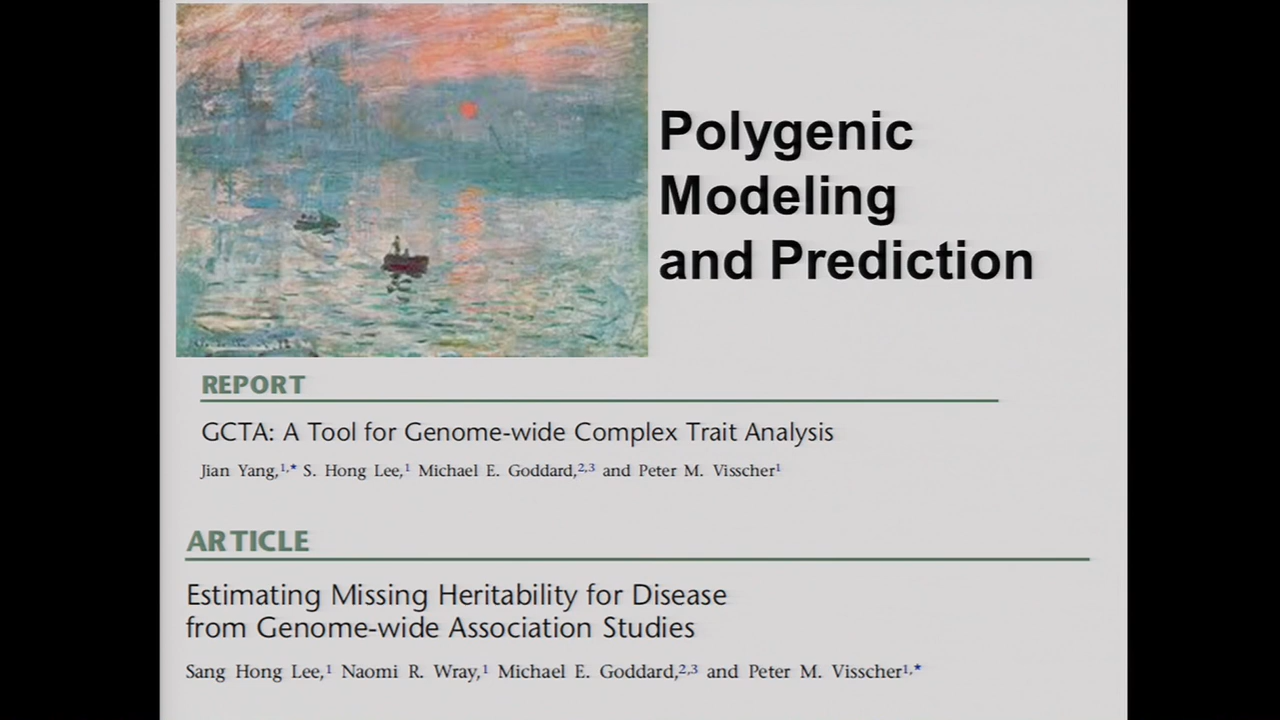 Polygenic
Modeling
and Prediction
REPORT
GCTA: A Tool for Genome-wide Complex Trait Analysis
Jian Yang,1,* S. Hong Lee,1 Michael E. Goddard,2,3 and Peter M. Visscher1
ARTICLE
Estimating Missing Heritability for Disease
from Genome-wide Association Studies
Sang Hong Lee,1 Naomi R. Wray,1 Michael E. Goddard,2,3 and Peter M. Visscher1,*